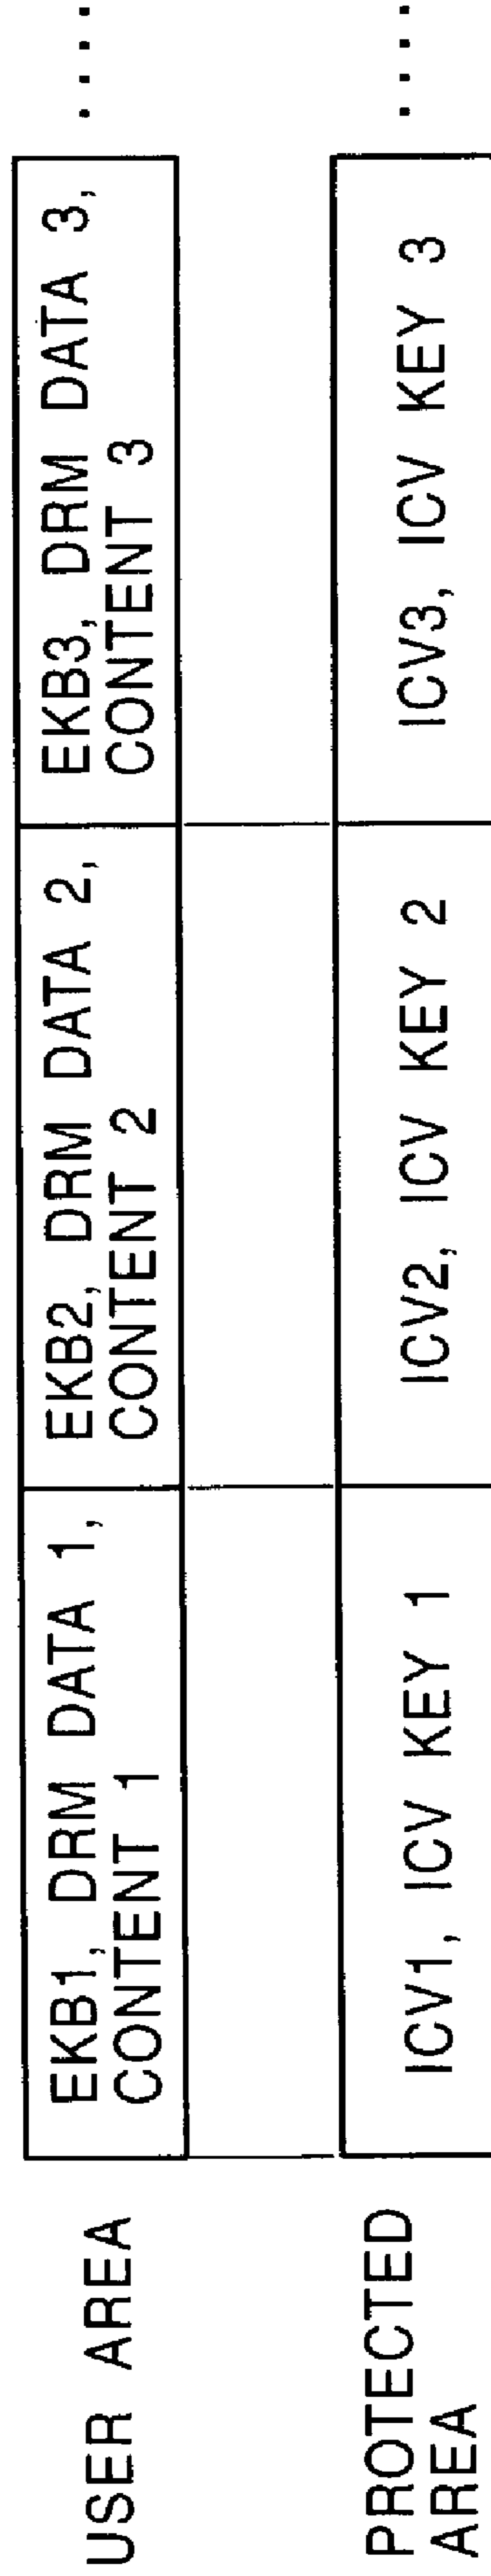 USER AREA
EKB1, DRM DATA 1,
CONTENT 1
EKB2, DRM DATA 2,
CONTENT 2
EKB3, DRM DATA 3,
CONTENT 3
....
PROTECTED
AREA
ICV1, ICV KEY 1
ICV2, ICV KEY 2
ICV3, ICV KEY 3
....